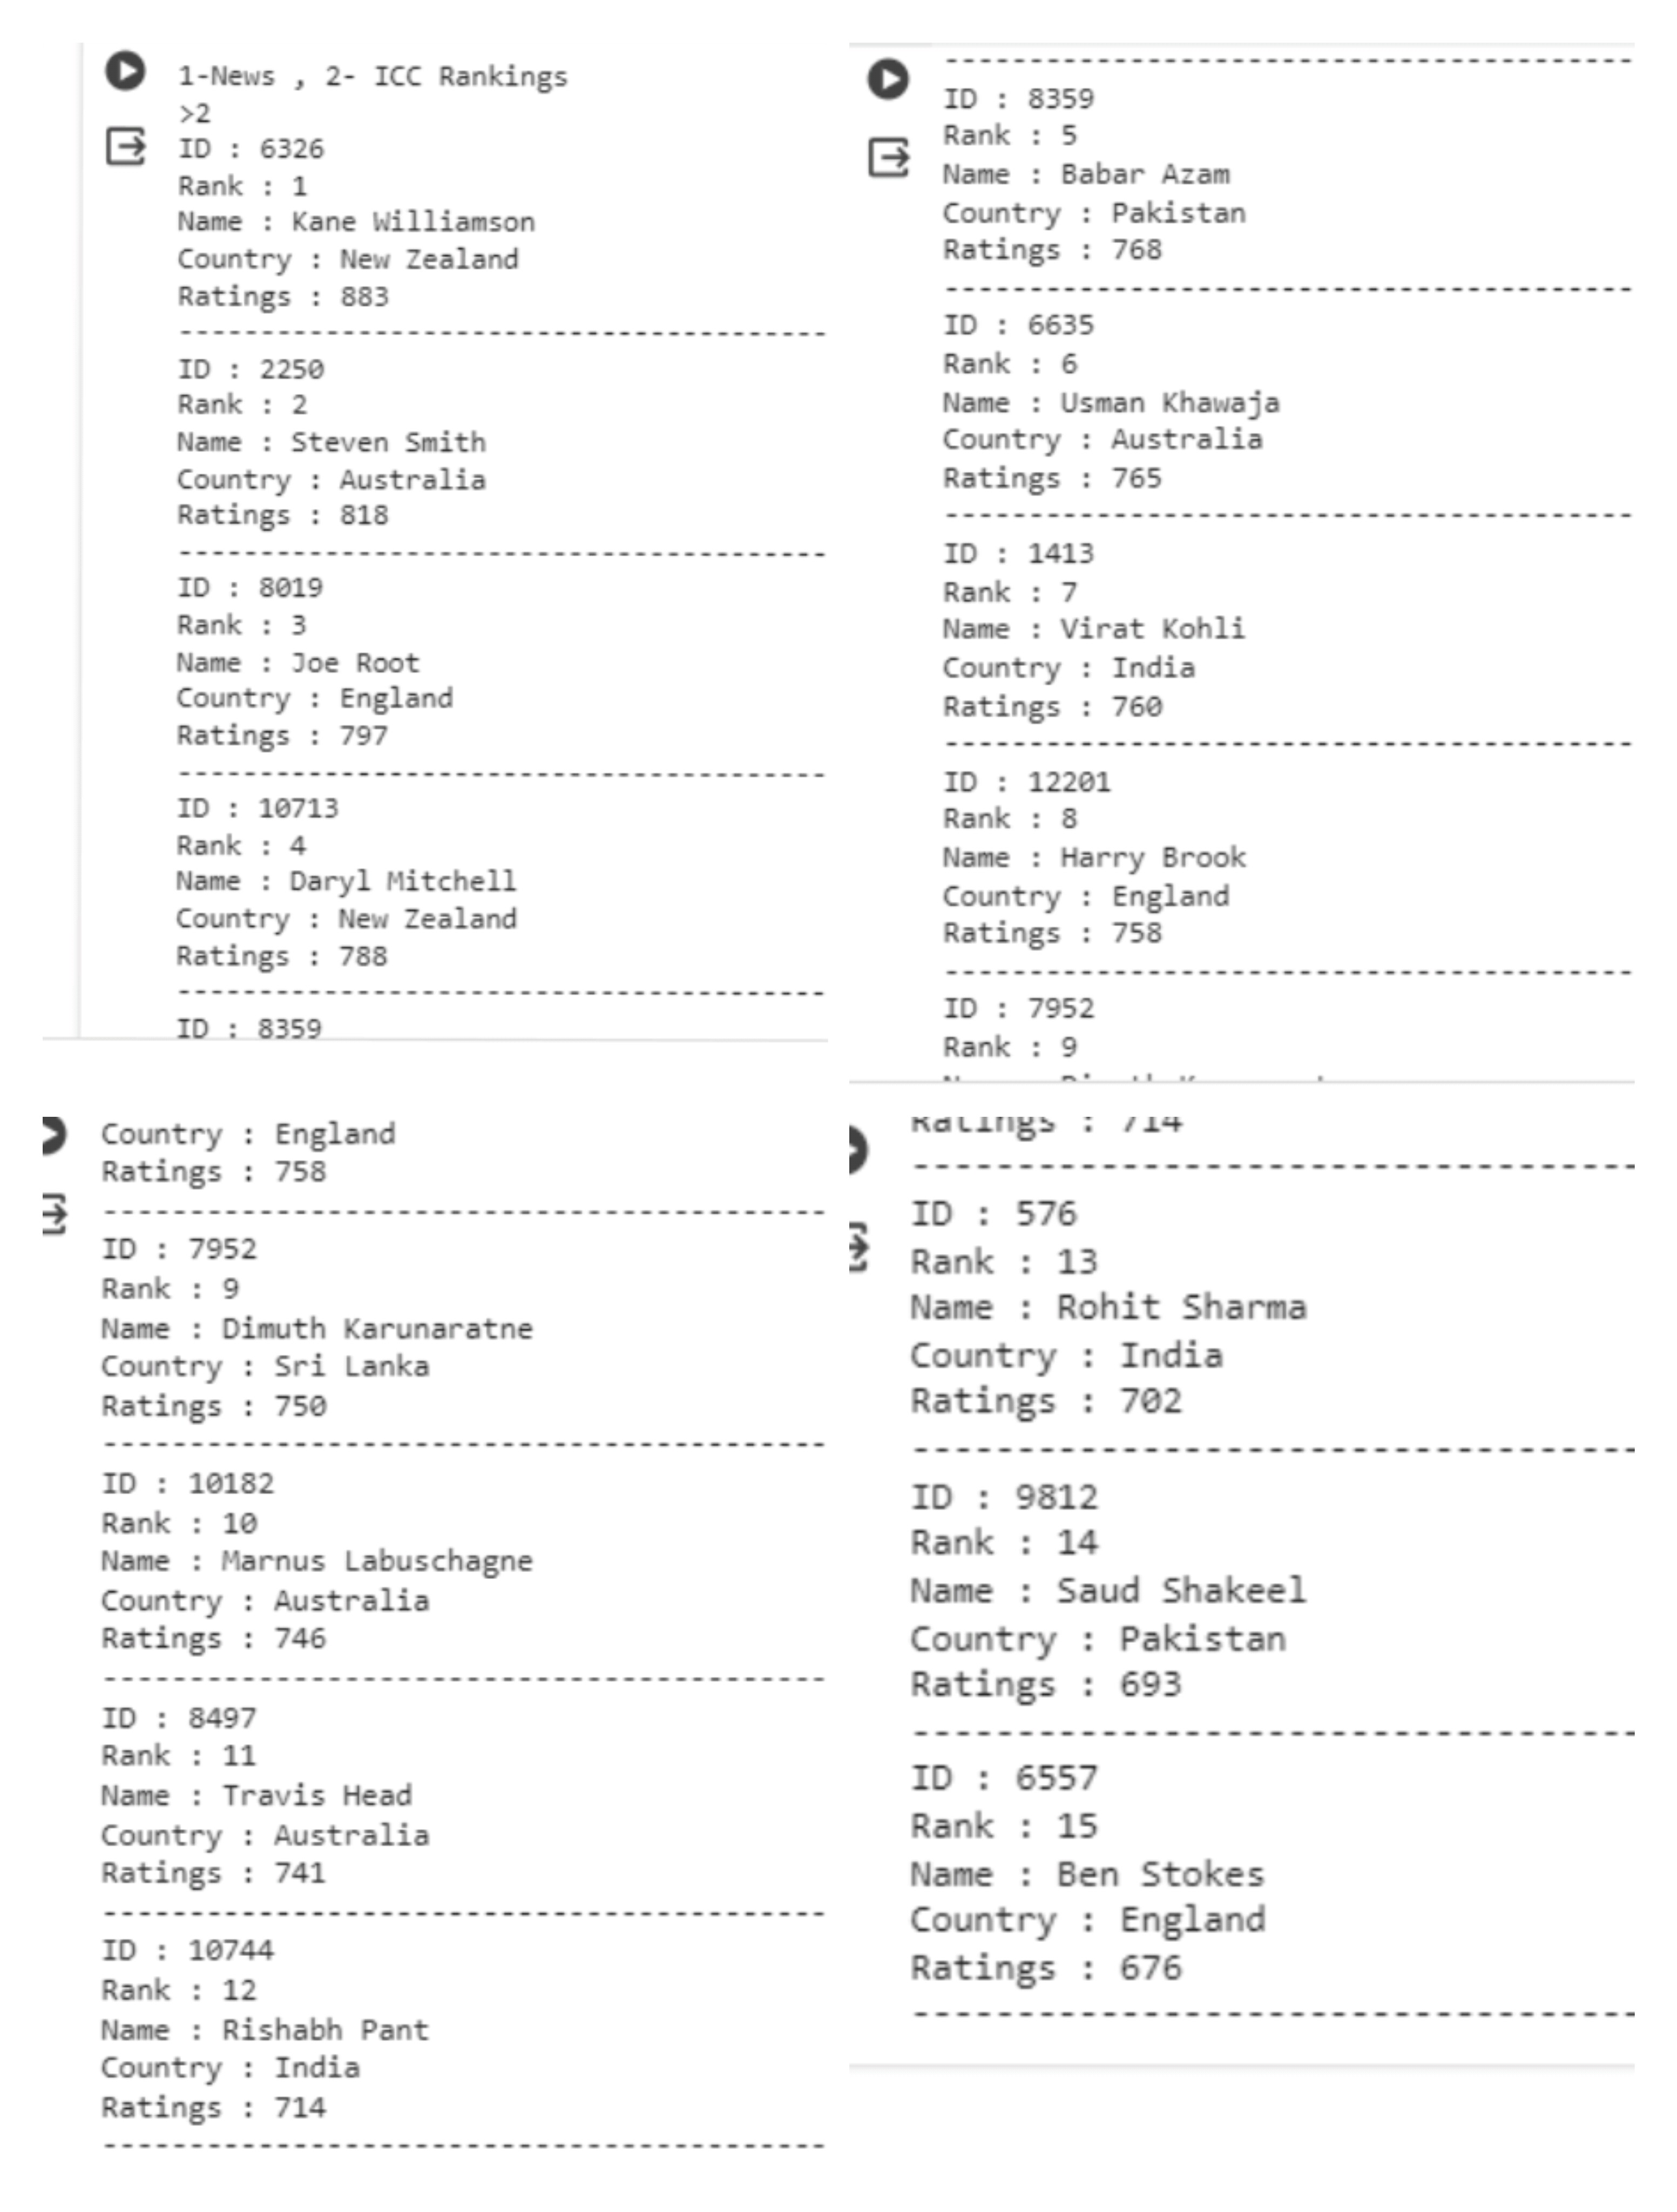 1-News , 2- ICC Rankings
>2
ID : 6326
Rank : 1
Name : Kane Williamson
Country : New Zealand
Ratings : 883
----------------------------------------
ID : 2250
Rank : 2
Name : Steven Smith
Country : Australia
Ratings : 818
----------------------------------------
ID : 8019
Rank : 3
Name : Joe Root
Country : England
Ratings : 797
----------------------------------------
ID : 10713
Rank : 4
Name : Daryl Mitchell
Country : New Zealand
Ratings : 788
----------------------------------------
ID : 8359
----------------------------------------
ID : 8359
Rank : 5
Name : Babar Azam
Country : Pakistan
Ratings : 768
----------------------------------------
ID : 6635
Rank : 6
Name : Usman Khawaja
Country : Australia
Ratings : 765
----------------------------------------
ID : 1413
Rank : 7
Name : Virat Kohli
Country : India
Ratings : 760
----------------------------------------
ID : 12201
Rank : 8
Name : Harry Brook
Country : England
Ratings : 758
----------------------------------------
ID : 7952
Rank : 9
Country : England
Ratings : 758
----------------------------------------
ID : 7952
Rank : 9
Name : Dimuth Karunaratne
Country : Sri Lanka
Ratings : 750
----------------------------------------
ID : 10182
Rank : 10
Name : Marnus Labuschagne
Country : Australia
Ratings : 746
----------------------------------------
ID : 8497
Rank : 11
Name : Travis Head
Country : Australia
Ratings : 741
----------------------------------------
ID : 10744
Rank : 12
Name : Rishabh Pant
Country : India
Ratings : 714
----------------------------------------
Ratings : 714
----------------------------------------
ID : 576
Rank : 13
Name : Rohit Sharma
Country : India
Ratings : 702
----------------------------------------
ID : 9812
Rank : 14
Name : Saud Shakeel
Country : Pakistan
Ratings : 693
----------------------------------------
ID : 6557
Rank : 15
Name : Ben Stokes
Country : England
Ratings : 676
----------------------------------------